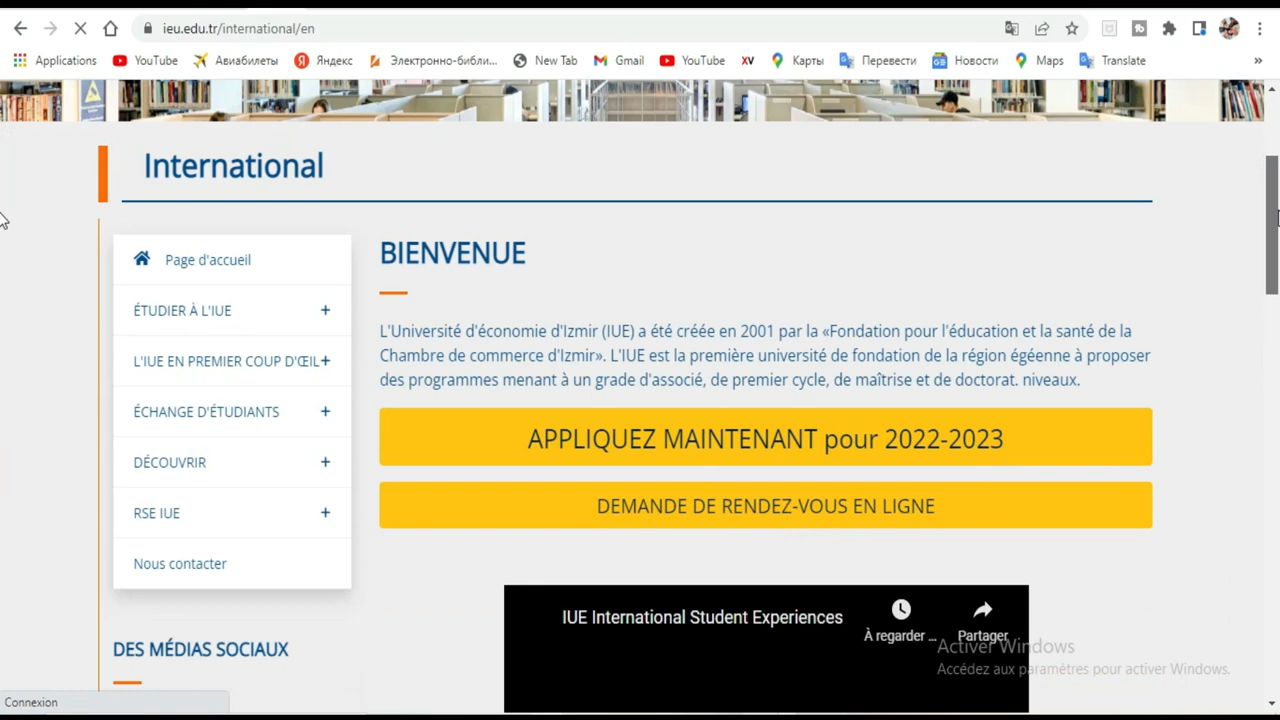 ieu.edu.tr/international/en
Applications YouTube Авиабилеты Яндекс Электронно-библи... New Tab Gmail YouTube XV Карты Перевести Новости Maps Translate »
International
Page d'accueil
ÉTUDIER À L'IUE +
L'IUE EN PREMIER COUP D'ŒIL +
ÉCHANGE D'ÉTUDIANTS +
DÉCOUVRIR +
RSE IUE +
Nous contacter
DES MÉDIAS SOCIAUX
BIENVENUE
L'Université d'économie d'Izmir (IUE) a été créée en 2001 par la «Fondation pour l'éducation et la santé de la
Chambre de commerce d'Izmir». L'IUE est la première université de fondation de la région égéenne à proposer
des programmes menant à un grade d'associé, de premier cycle, de maîtrise et de doctorat. niveaux.
APPLIQUEZ MAINTENANT pour 2022-2023
DEMANDE DE RENDEZ-VOUS EN LIGNE
IUE International Student Experiences
À regarder ... Partager
Activer Windows
Accédez aux paramètres pour activer Windows.
Connexion